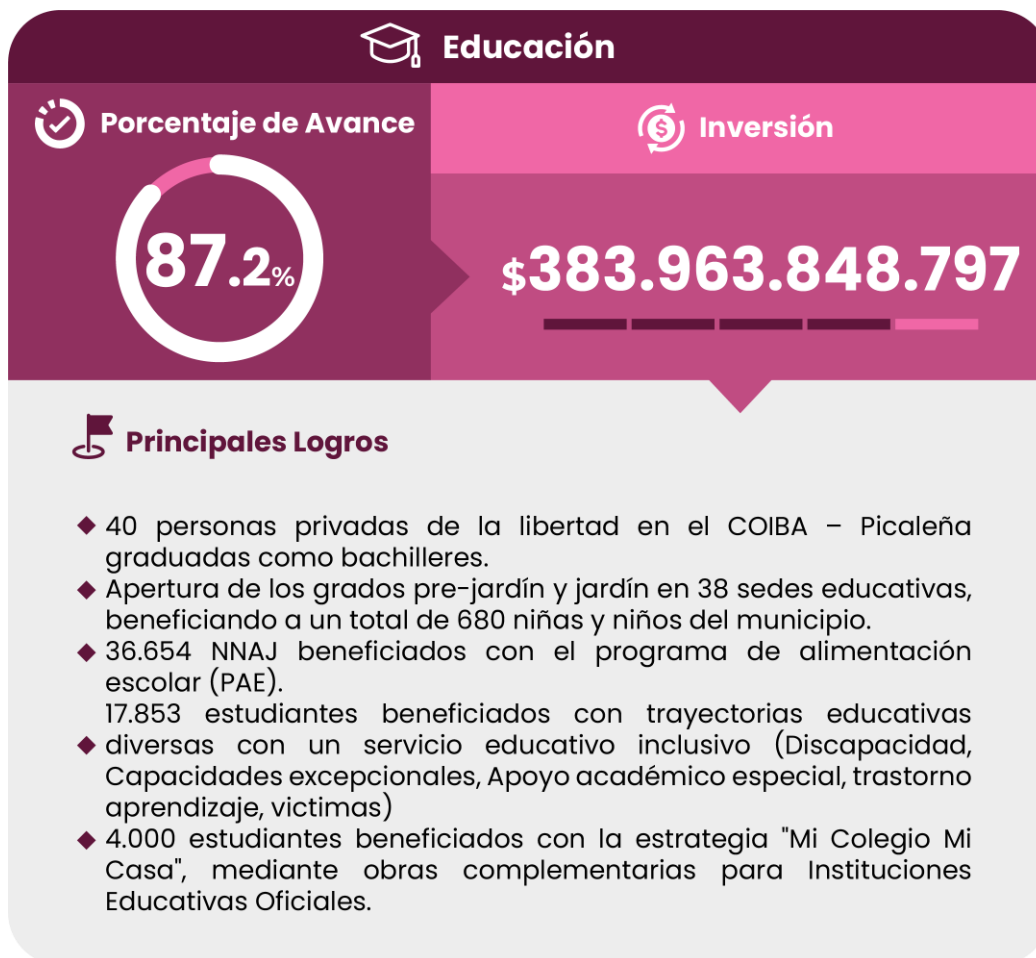 Educación
Porcentaje de Avance
87.2%
Inversión
$383.963.848.797
Principales Logros
40 personas privadas de la libertad en el COIBA – Picaleña
graduadas como bachilleres.
Apertura de los grados pre-jardín y jardín en 38 sedes educativas,
beneficiando a un total de 680 niñas y niños del municipio.
36.654 NNAJ beneficiados con el programa de alimentación
escolar (PAE).
17.853 estudiantes beneficiados con trayectorias educativas
diversas con un servicio educativo inclusivo (Discapacidad,
Capacidades excepcionales, Apoyo académico especial, trastorno
aprendizaje, victimas)
4.000 estudiantes beneficiados con la estrategia "Mi Colegio Mi
Casa", mediante obras complementarias para Instituciones
Educativas Oficiales.